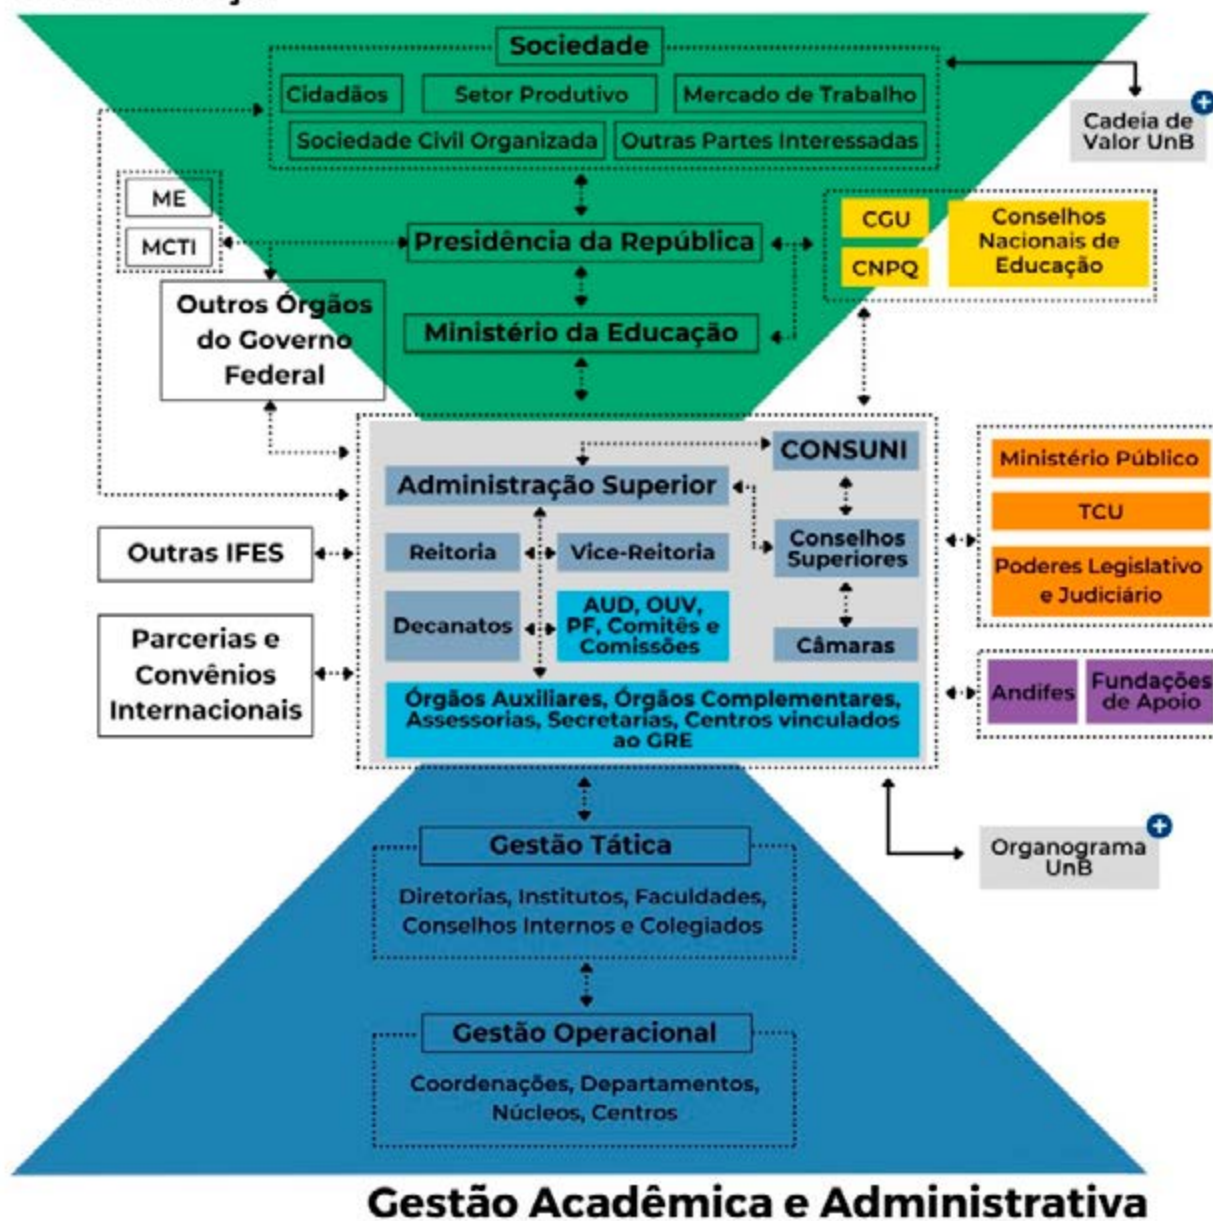 Sociedade
Cidadãos
Setor Produtivo
Mercado de Trabalho
Sociedade Civil Organizada
Outras Partes Interessadas
Cadeia de
Valor UnB
ME
MCTI
Presidência da República
CGU
CNPQ
Conselhos
Nacionais de
Educação
Outros Órgãos
do Governo
Federal
Ministério da Educação
CONSUNI
Administração Superior
Conselhos
Superiores
Reitoria
Vice-Reitoria
Decanatos
AUD, OUV,
PF, Comitês e
Comissões
Câmaras
Órgãos Auxiliares, Órgãos Complementares,
Assessorias, Secretarias, Centros vinculados
ao GRE
Outras IFES
Parcerias e
Convênios
Internacionais
Ministério Público
TCU
Poderes Legislativo
e Judiciário
Andifes
Fundações
de Apoio
Organograma
UnB
Gestão Tática
Diretorias, Institutos, Faculdades,
Conselhos Internos e Colegiados
Gestão Operacional
Coordenações, Departamentos,
Núcleos, Centros
Gestão Acadêmica e Administrativa